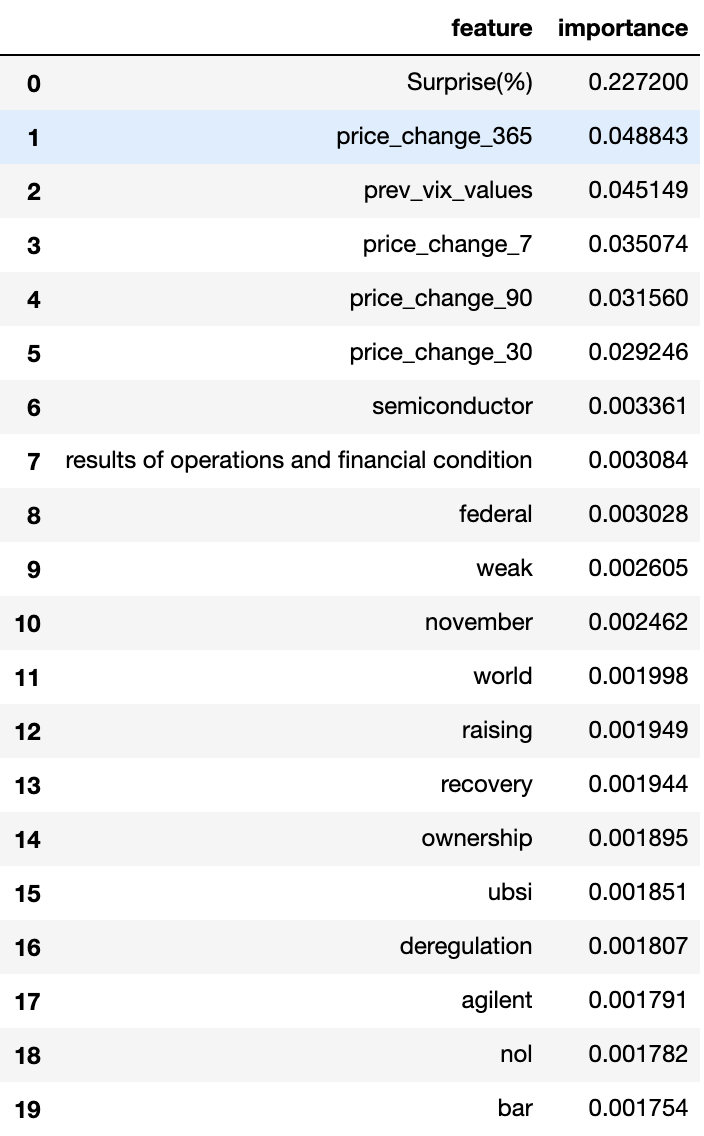 feature importance
0 Surprise(%) 0.227200
1 price_change_365 0.048843
2 prev_vix_values 0.045149
3 price_change_7 0.035074
4 price_change_90 0.031560
5 price_change_30 0.029246
6 semiconductor 0.003361
7 results of operations and financial condition 0.003084
8 federal 0.003028
9 weak 0.002605
10 november 0.002462
11 world 0.001998
12 raising 0.001949
13 recovery 0.001944
14 ownership 0.001895
15 ubsi 0.001851
16 deregulation 0.001807
17 agilent 0.001791
18 nol 0.001782
19 bar 0.001754